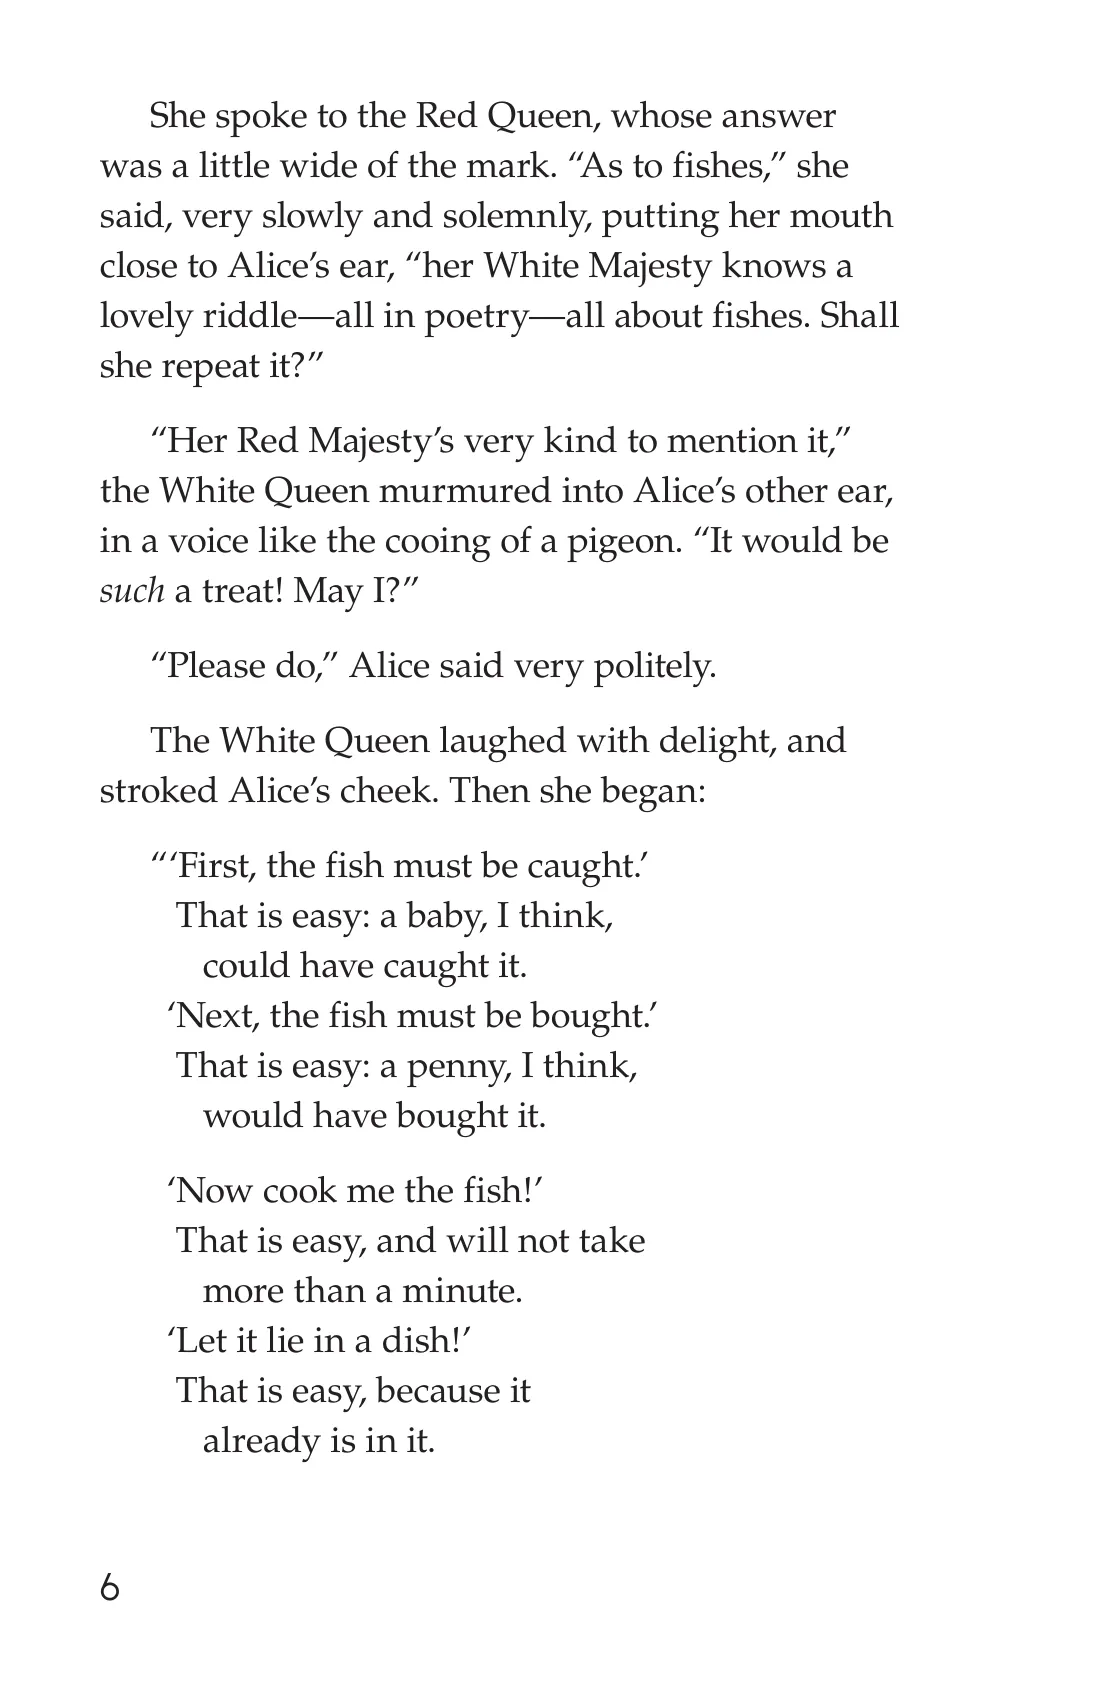 She spoke to the Red Queen, whose answer
was a little wide of the mark. “As to fishes,” she
said, very slowly and solemnly, putting her mouth
close to Alice’s ear, “her White Majesty knows a
lovely riddle—all in poetry—all about fishes. Shall
she repeat it?”
“Her Red Majesty’s very kind to mention it,”
the White Queen murmured into Alice’s other ear,
in a voice like the cooing of a pigeon. “It would be
such a treat! May I?”
“Please do,” Alice said very politely.
The White Queen laughed with delight, and
stroked Alice’s cheek. Then she began:
“‘First, the fish must be caught.’
That is easy: a baby, I think,
could have caught it.
‘Next, the fish must be bought.’
That is easy: a penny, I think,
would have bought it.
‘Now cook me the fish!’
That is easy, and will not take
more than a minute.
‘Let it lie in a dish!’
That is easy, because it
already is in it.
6